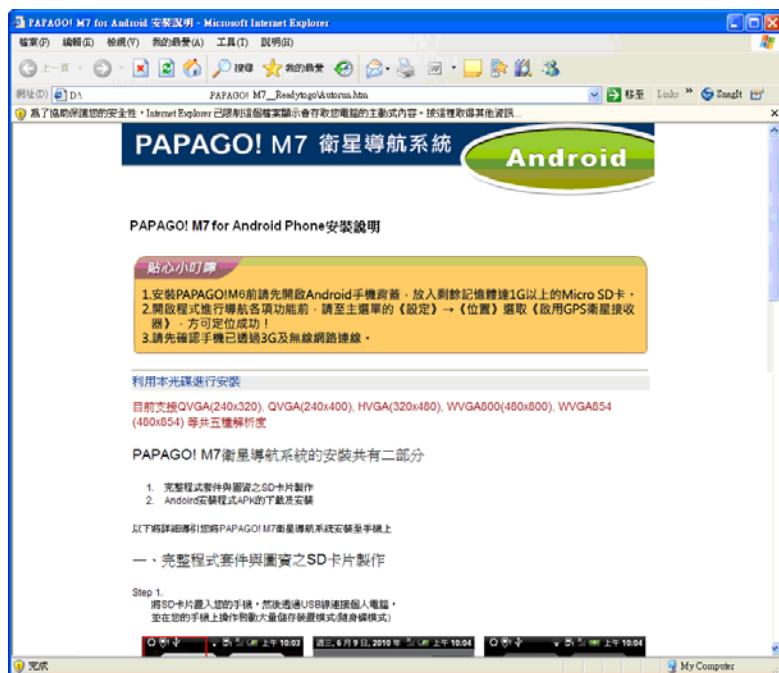 PAPAGO! M7 for Android 安裝說明 - Microsoft Internet Explorer
檔案(F) 編輯(E) 檢視(V) 我的最愛(A) 工具(T) 說明(H)
上一頁 搜尋 我的最愛
網址(D) D:\ PAPAGO! M7__Readytogo\Autorun.htm 移至 Links » SnagIt
為了協助保護您的安全性，Internet Explorer 已限制這個檔案顯示會存取您電腦的主動式內容。按這裡取得其他資訊...
PAPAGO! M7 衛星導航系統 Android
PAPAGO! M7 for Android Phone安裝說明
貼心小叮嚀
1.安裝PAPAGO!M6前請先開啟Android手機背蓋，放入剩餘記憶體達1G以上的Micro SD卡。
2.開啟程式進行導航各項功能前，請至主選單的《設定》→《位置》選取《啟用GPS衛星接收
器》，方可定位成功！
3.請先確認手機已透過3G及無線網路連線。
利用本光碟進行安裝
目前支援QVGA(240x320), QVGA(240x400), HVGA(320x480), WVGA800(480x800), WVGA854
(480x854) 等共五種解析度
PAPAGO! M7衛星導航系統的安裝共有二部分
1. 完整程式套件與圖資之SD卡片製作
2. Andoird安裝程式APK的下載及安裝
以下將詳細導引您將PAPAGO! M7衛星導航系統安裝至手機上
一、完整程式套件與圖資之SD卡片製作
Step 1.
將SD卡片置入您的手機，然後透過USB線連接個人電腦，
並在您的手機上操作啟動大量儲存裝置模式(隨身碟模式)
上午 10:03 週三, 6 月 9 日, 2010 年 上午 10:04 上午 10:04
完成 My Computer